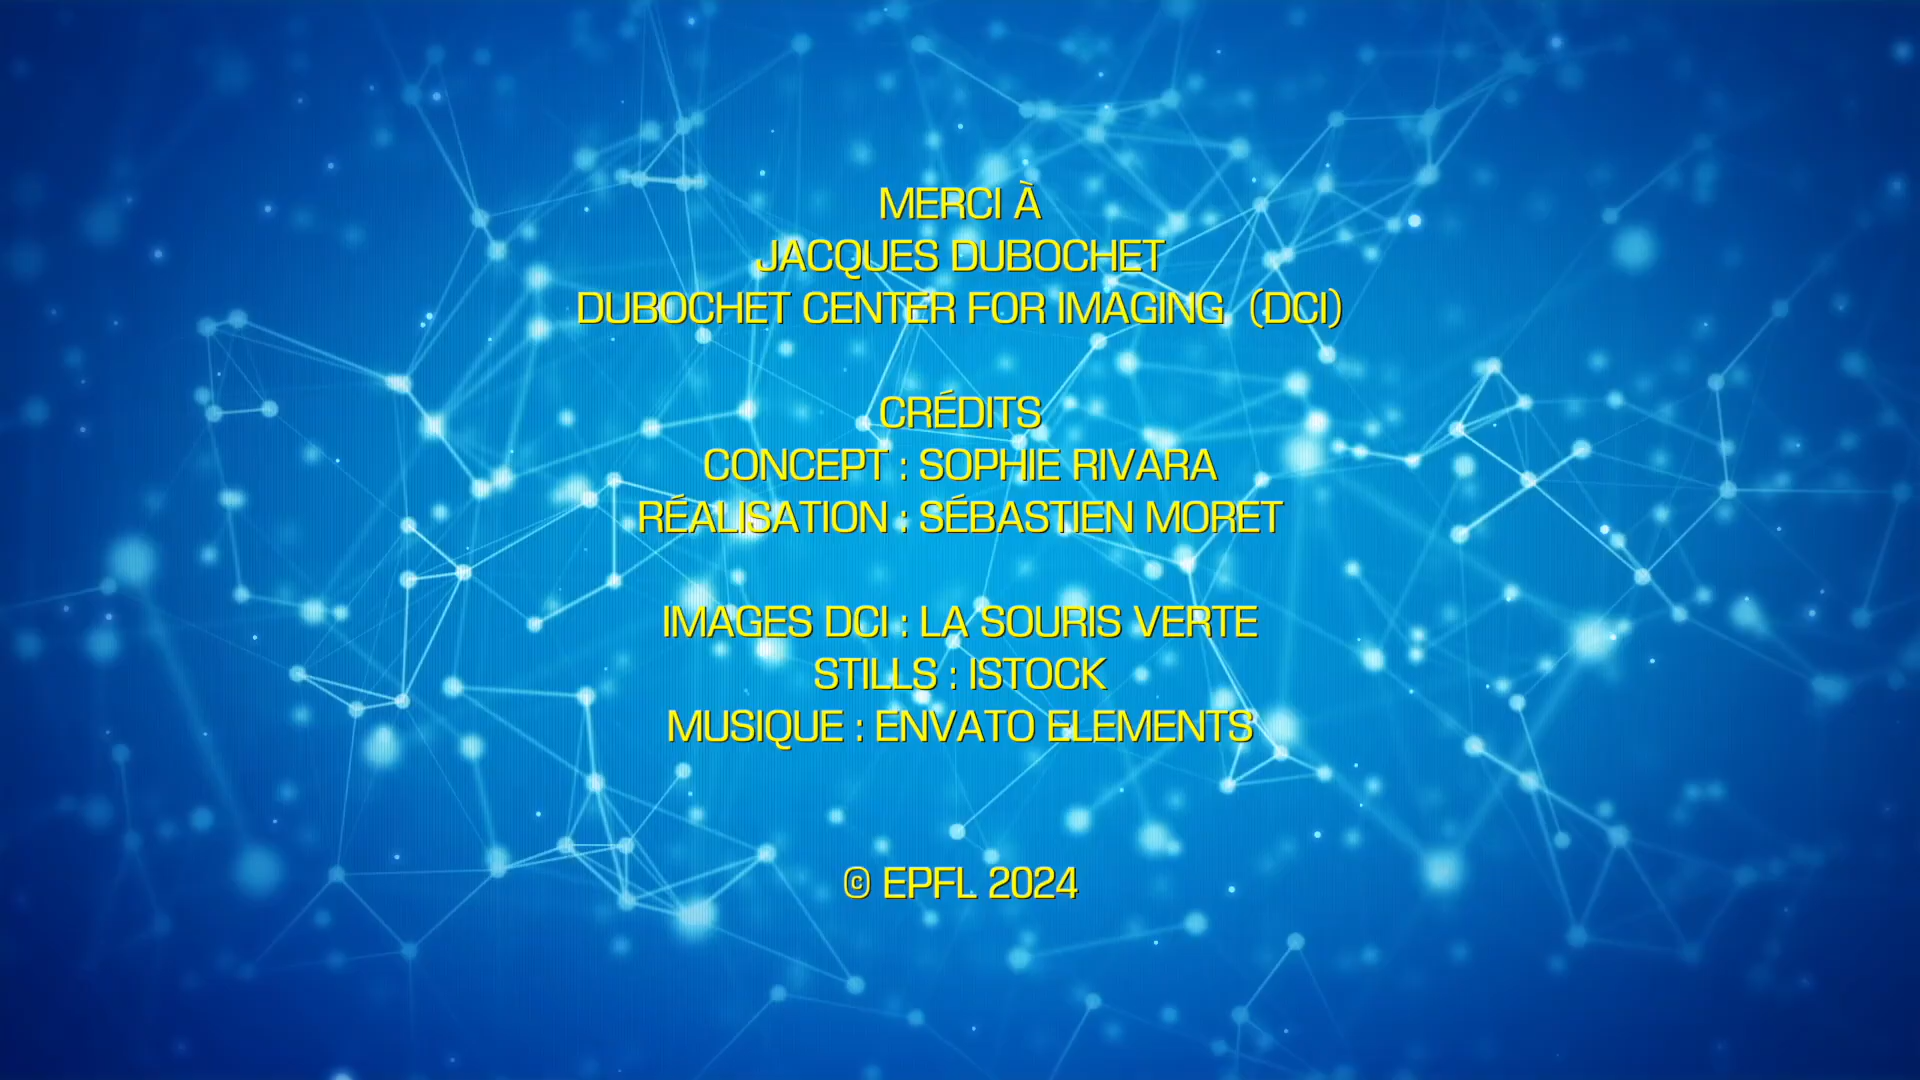 MERCI À
JACQUES DUBOCHET
DUBOCHET CENTER FOR IMAGING (DCI)
CRÉDITS
CONCEPT : SOPHIE RIVARA
RÉALISATION : SÉBASTIEN MORET
IMAGES DCI : LA SOURIS VERTE
STILLS : ISTOCK
MUSIQUE : ENVATO ELEMENTS
© EPFL 2024